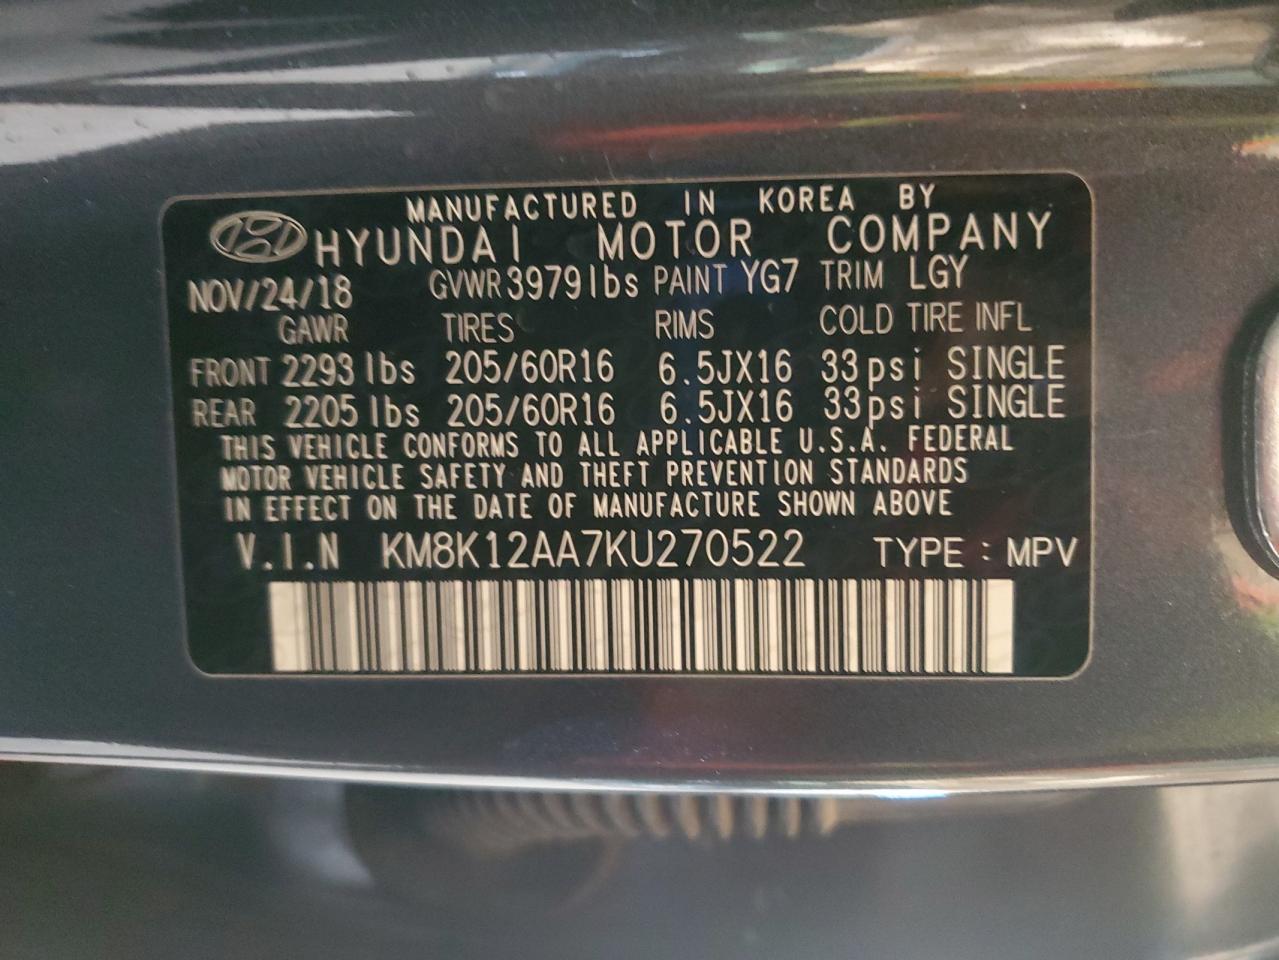 MANUFACTURED IN KOREA BY
HYUNDAI MOTOR COMPANY
NOV/24/18 GVWR 3979lbs PAINT YG7 TRIM LGY
GAWR TIRES RIMS COLD TIRE INFL
FRONT 2293 lbs 205/60R16 6.5JX16 33psi SINGLE
REAR 2205 lbs 205/60R16 6.5JX16 33psi SINGLE
THIS VEHICLE CONFORMS TO ALL APPLICABLE U.S.A. FEDERAL
MOTOR VEHICLE SAFETY AND THEFT PREVENTION STANDARDS
IN EFFECT ON THE DATE OF MANUFACTURE SHOWN ABOVE
V.I.N KM8K12AA7KU270522 TYPE : MPV